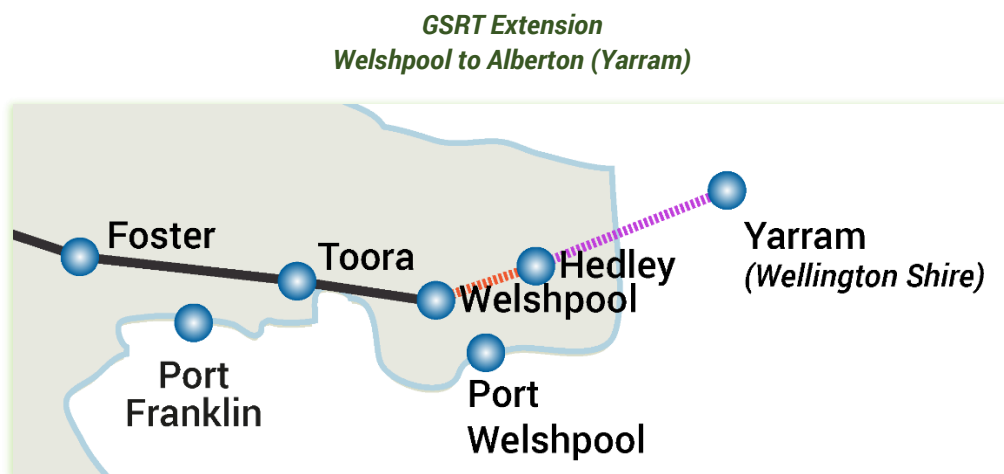 GSRT Extension
Welshpool to Alberton (Yarram)
Foster
Toora
Hedley
Welshpool
Yarram
(Wellington Shire)
Port
Franklin
Port
Welshpool